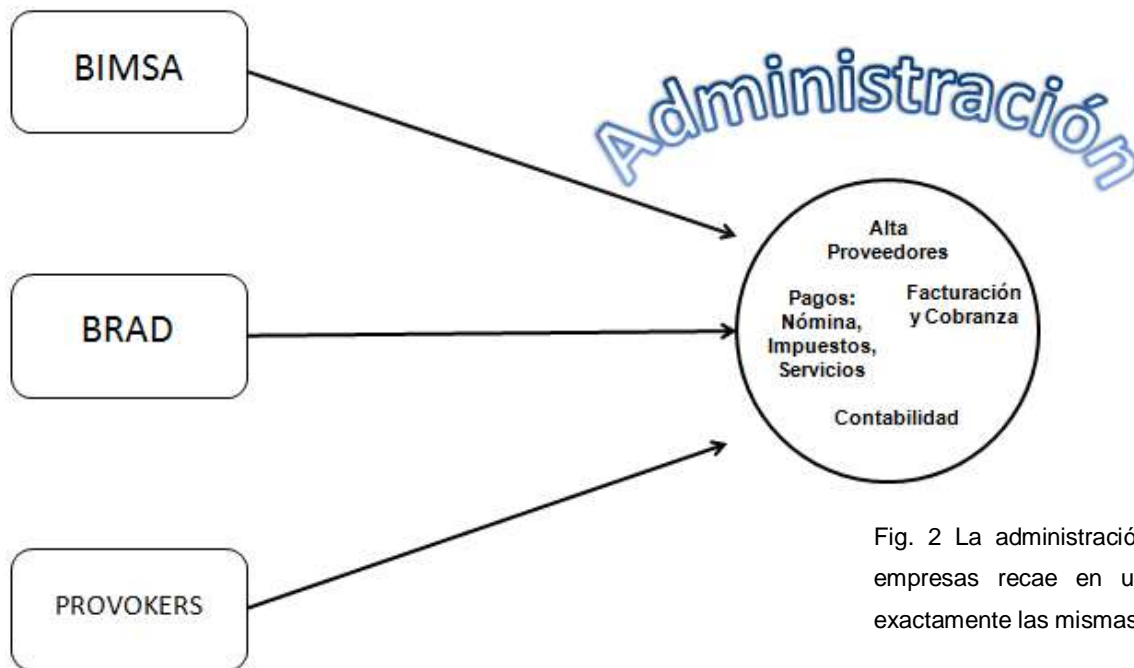 BIMSA
Administración
Alta
Proveedores
Pagos:
Nómina,
Impuestos,
Servicios
Facturación
y Cobranza
BRAD
Contabilidad
PROVOKERS
Fig. 2 La administració
empresas recae en u
exactamente las mismas